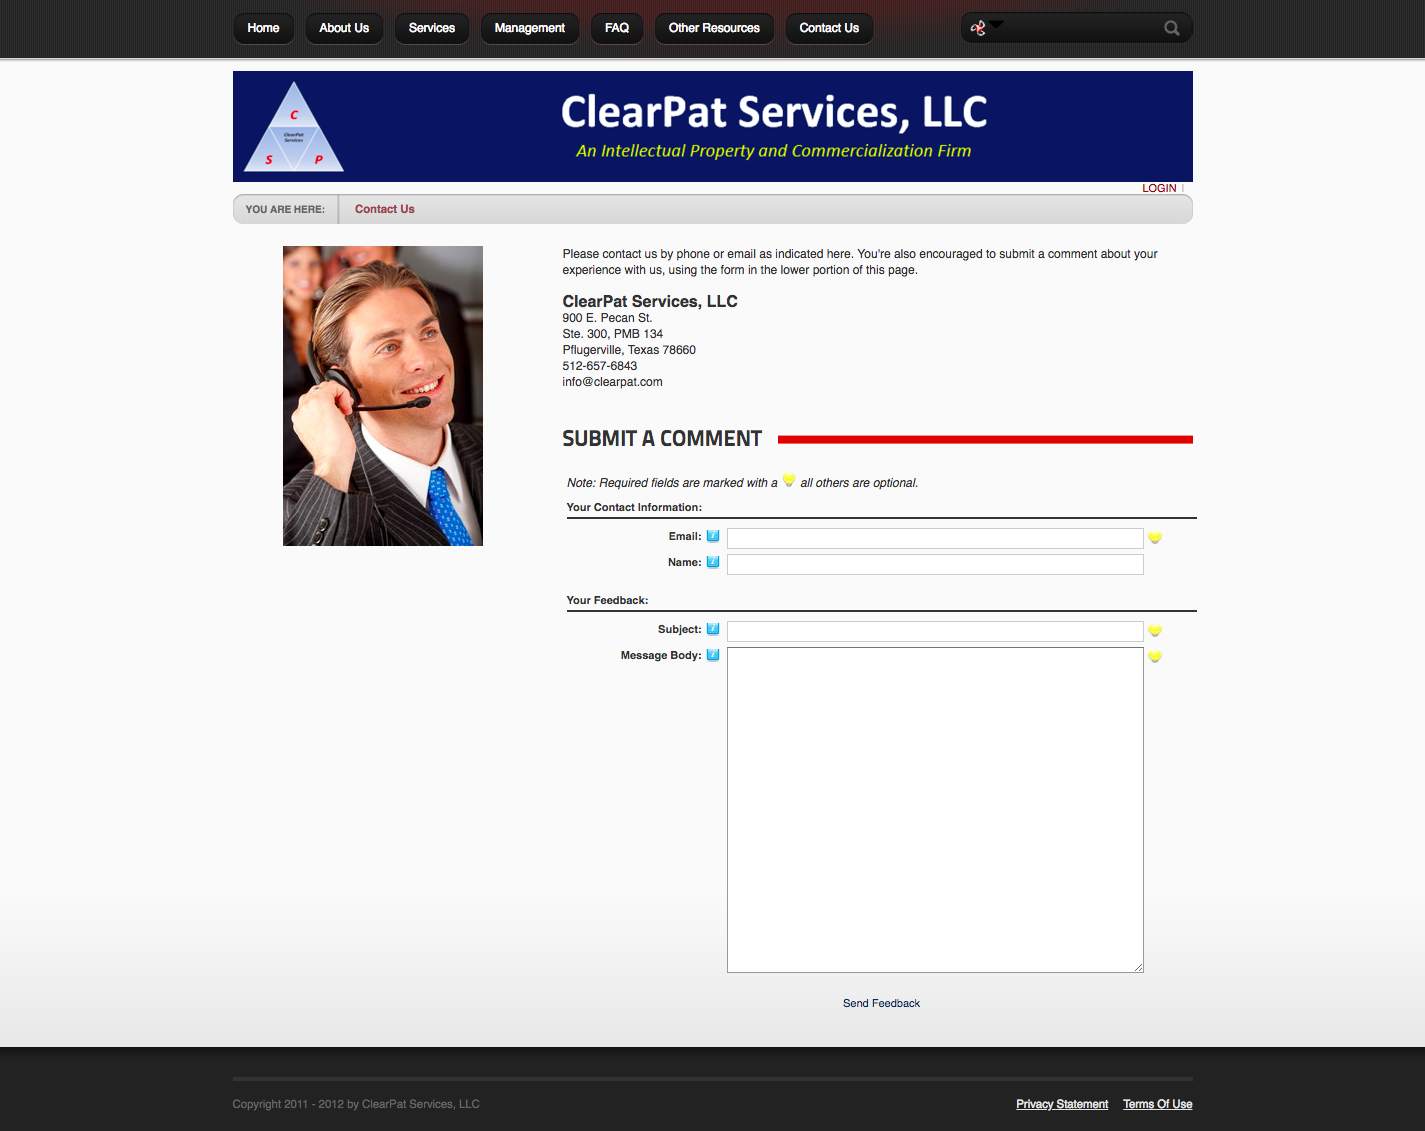 Home About Us Services Management FAQ Other Resources Contact Us
C
ClearPat
Services
S P
ClearPat Services, LLC
An Intellectual Property and Commercialization Firm
LOGIN |
YOU ARE HERE: Contact Us
Please contact us by phone or email as indicated here. You're also encouraged to submit a comment about your
experience with us, using the form in the lower portion of this page.
ClearPat Services, LLC
900 E. Pecan St.
Ste. 300, PMB 134
Pflugerville, Texas 78660
512-657-6843
info@clearpat.com
SUBMIT A COMMENT
Note: Required fields are marked with a all others are optional.
Your Contact Information:
Email:
Name:
Your Feedback:
Subject:
Message Body:
Send Feedback
Copyright 2011 - 2012 by ClearPat Services, LLC
Privacy Statement Terms Of Use